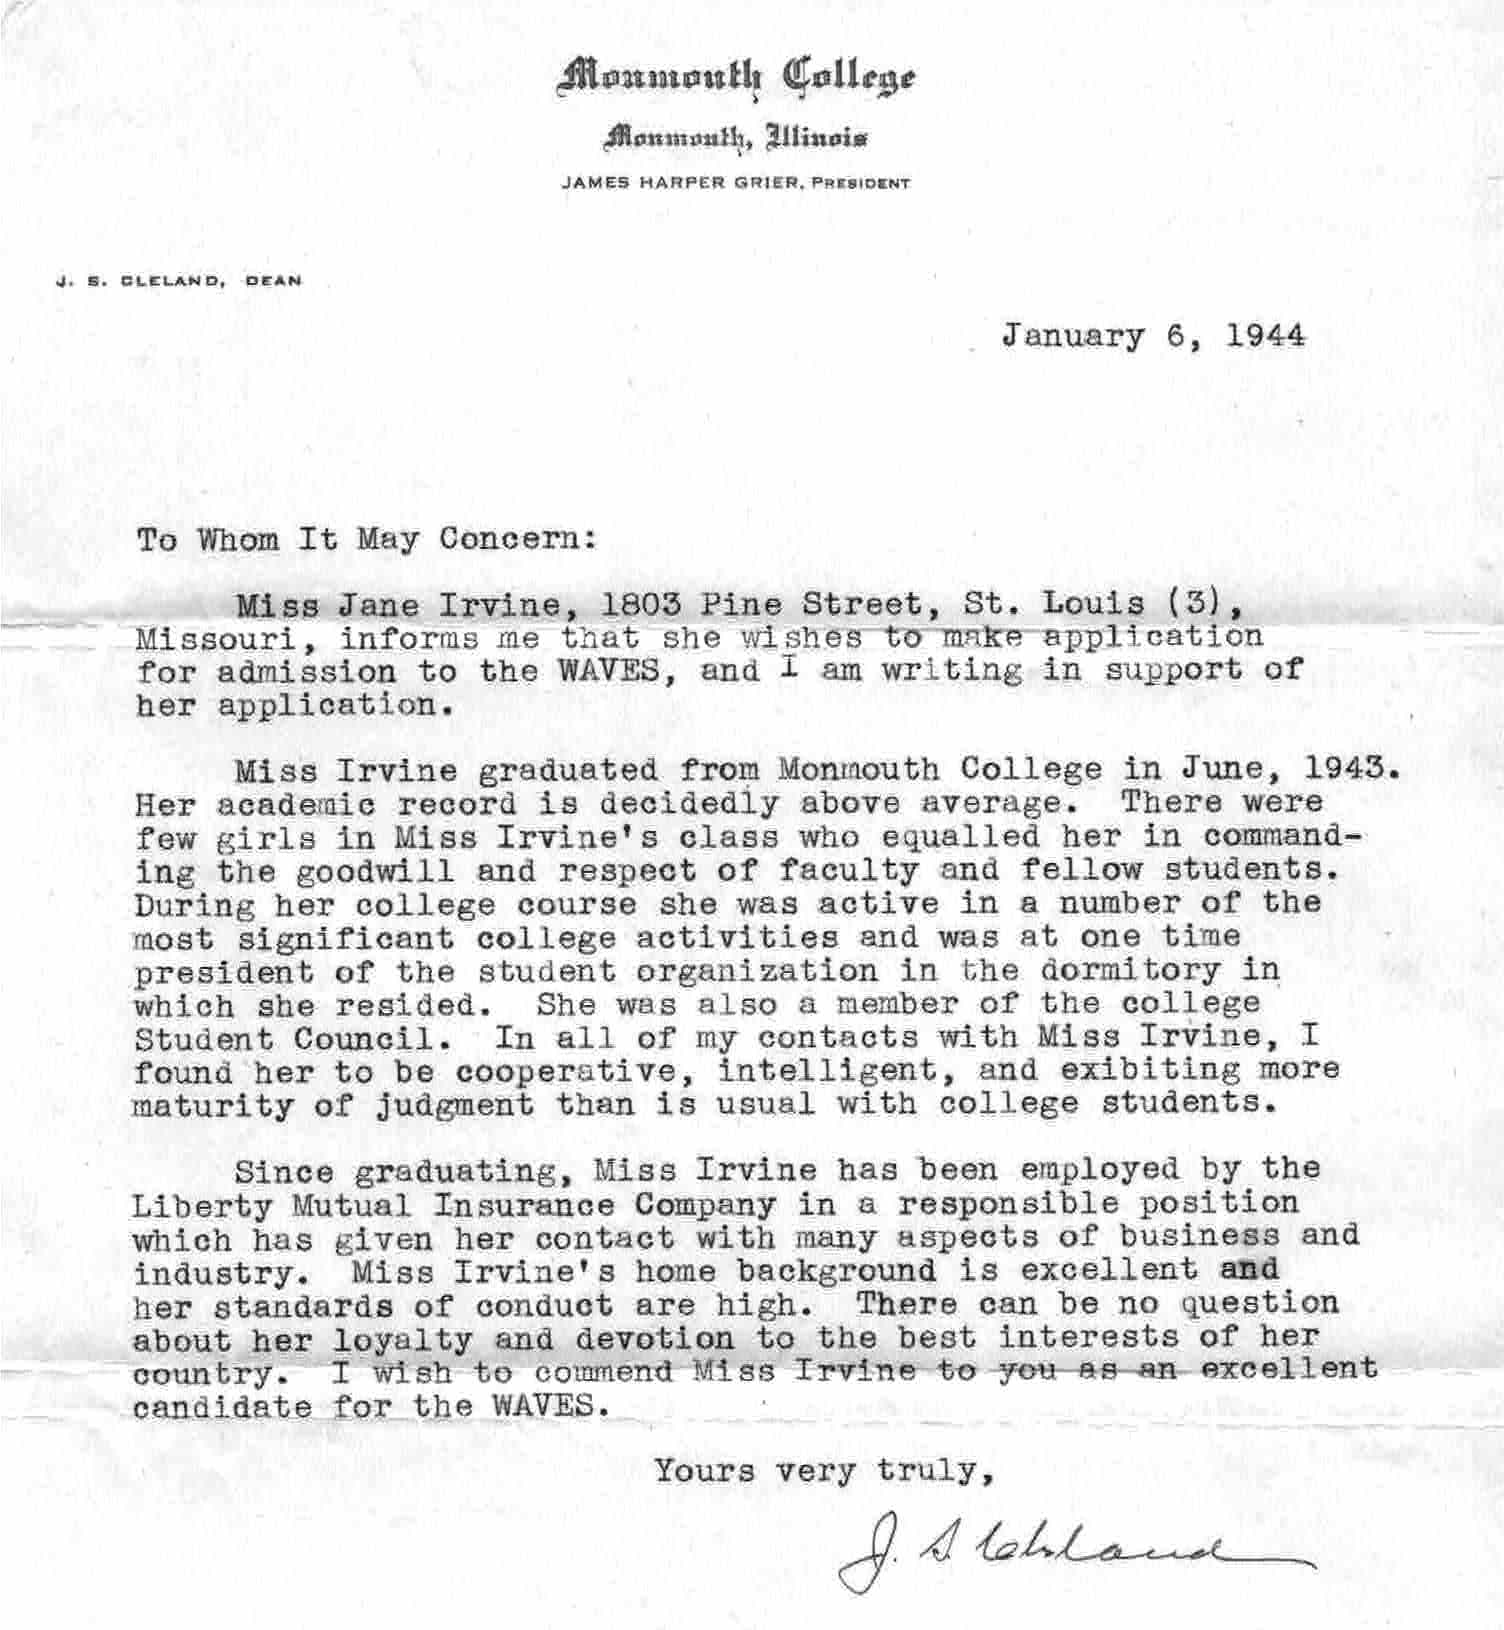 Monmouth College
Monmouth, Illinois
JAMES HARPER GRIER, PRESIDENT
J. S. CLELAND, DEAN
January 6, 1944
To Whom It May Concern:
Miss Jane Irvine, 1803 Pine Street, St. Louis (3),
Missouri, informs me that she wishes to make application
for admission to the WAVES, and I am writing in support of
her application.
Miss Irvine graduated from Monmouth College in June, 1943.
Her academic record is decidedly above average. There were
few girls in Miss Irvine's class who equalled her in command-
ing the goodwill and respect of faculty and fellow students.
During her college course she was active in a number of the
most significant college activities and was at one time
president of the student organization in the dormitory in
which she resided. She was also a member of the college
Student Council. In all of my contacts with Miss Irvine, I
found her to be cooperative, intelligent, and exibiting more
maturity of judgment than is usual with college students.
Since graduating, Miss Irvine has been employed by the
Liberty Mutual Insurance Company in a responsible position
which has given her contact with many aspects of business and
industry. Miss Irvine's home background is excellent and
her standards of conduct are high. There can be no question
about her loyalty and devotion to the best interests of her
country. I wish to commend Miss Irvine to you as an excellent
candidate for the WAVES.
Yours very truly,
J. S. Cleland